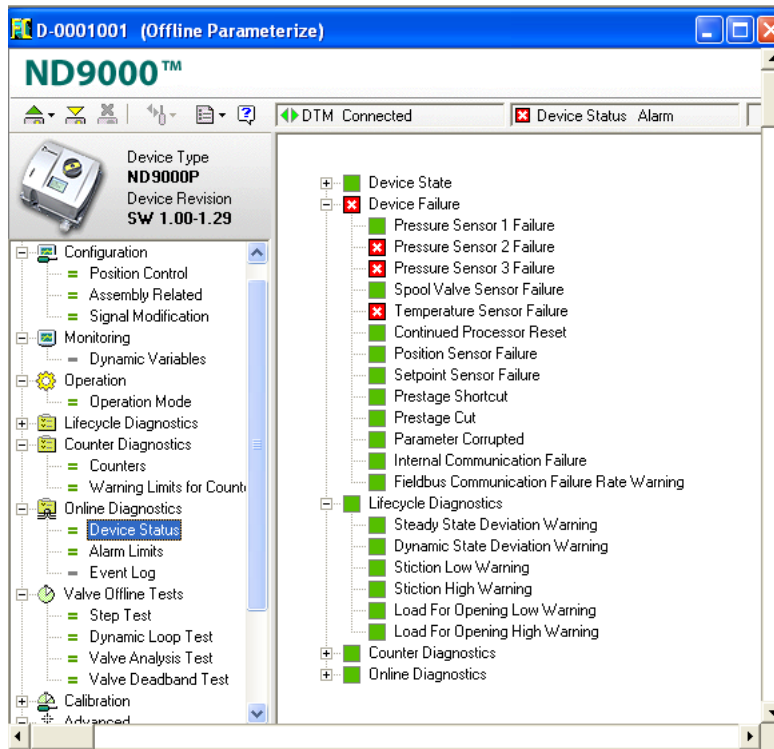 D-0001001 (Offline Parameterize)
ND9000™
DTM Connected
Device Status Alarm
Device Type
ND9000P
Device Revision
SW 1.00-1.29
Configuration
Position Control
Assembly Related
Signal Modification
Monitoring
Dynamic Variables
Operation
Operation Mode
Lifecycle Diagnostics
Counter Diagnostics
Counters
Warning Limits for Count
Online Diagnostics
Device Status
Alarm Limits
Event Log
Valve Offline Tests
Step Test
Dynamic Loop Test
Valve Analysis Test
Valve Deadband Test
Calibration
Advanced
Device State
Device Failure
Pressure Sensor 1 Failure
Pressure Sensor 2 Failure
Pressure Sensor 3 Failure
Spool Valve Sensor Failure
Temperature Sensor Failure
Continued Processor Reset
Position Sensor Failure
Setpoint Sensor Failure
Prestage Shortcut
Prestage Cut
Parameter Corrupted
Internal Communication Failure
Fieldbus Communication Failure Rate Warning
Lifecycle Diagnostics
Steady State Deviation Warning
Dynamic State Deviation Warning
Stiction Low Warning
Stiction High Warning
Load For Opening Low Warning
Load For Opening High Warning
Counter Diagnostics
Online Diagnostics